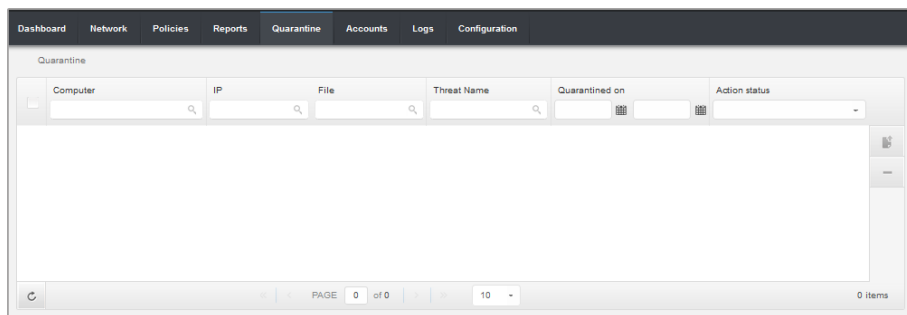 Dashboard Network Policies Reports Quarantine Accounts Logs Configuration
Quarantine
Computer IP File Threat Name Quarantined on Action status
PAGE 0 of 0 10 0 items